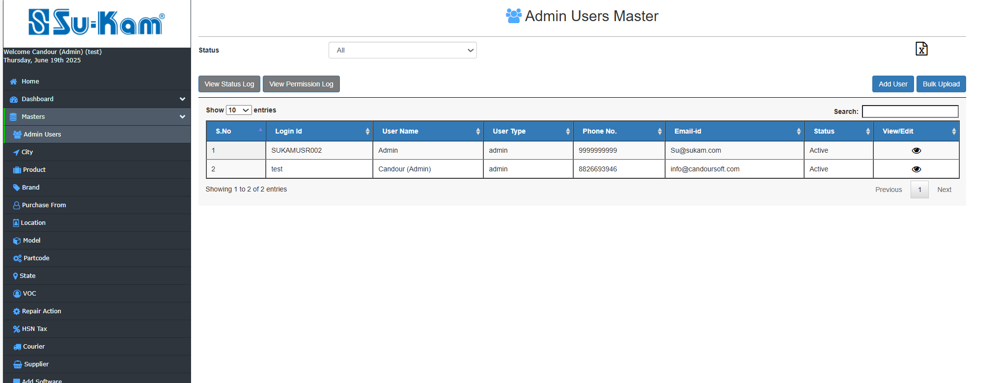 Su-Kam®
Welcome Candour (Admin) (test)
Thursday, June 19th 2025
Home
Dashboard
Masters
Admin Users
City
Product
Brand
Purchase From
Location
Model
Partcode
State
VOC
Repair Action
HSN Tax
Courier
Supplier
Add Software
Admin Users Master
Status All
View Status Log View Permission Log Add User Bulk Upload
Show 10 entries Search:
S.No Login Id User Name User Type Phone No. Email-id Status View/Edit
1 SUKAMUSR002 Admin admin 9999999999 Su@sukam.com Active
2 test Candour (Admin) admin 8826693946 info@candoursoft.com Active
Showing 1 to 2 of 2 entries Previous 1 Next